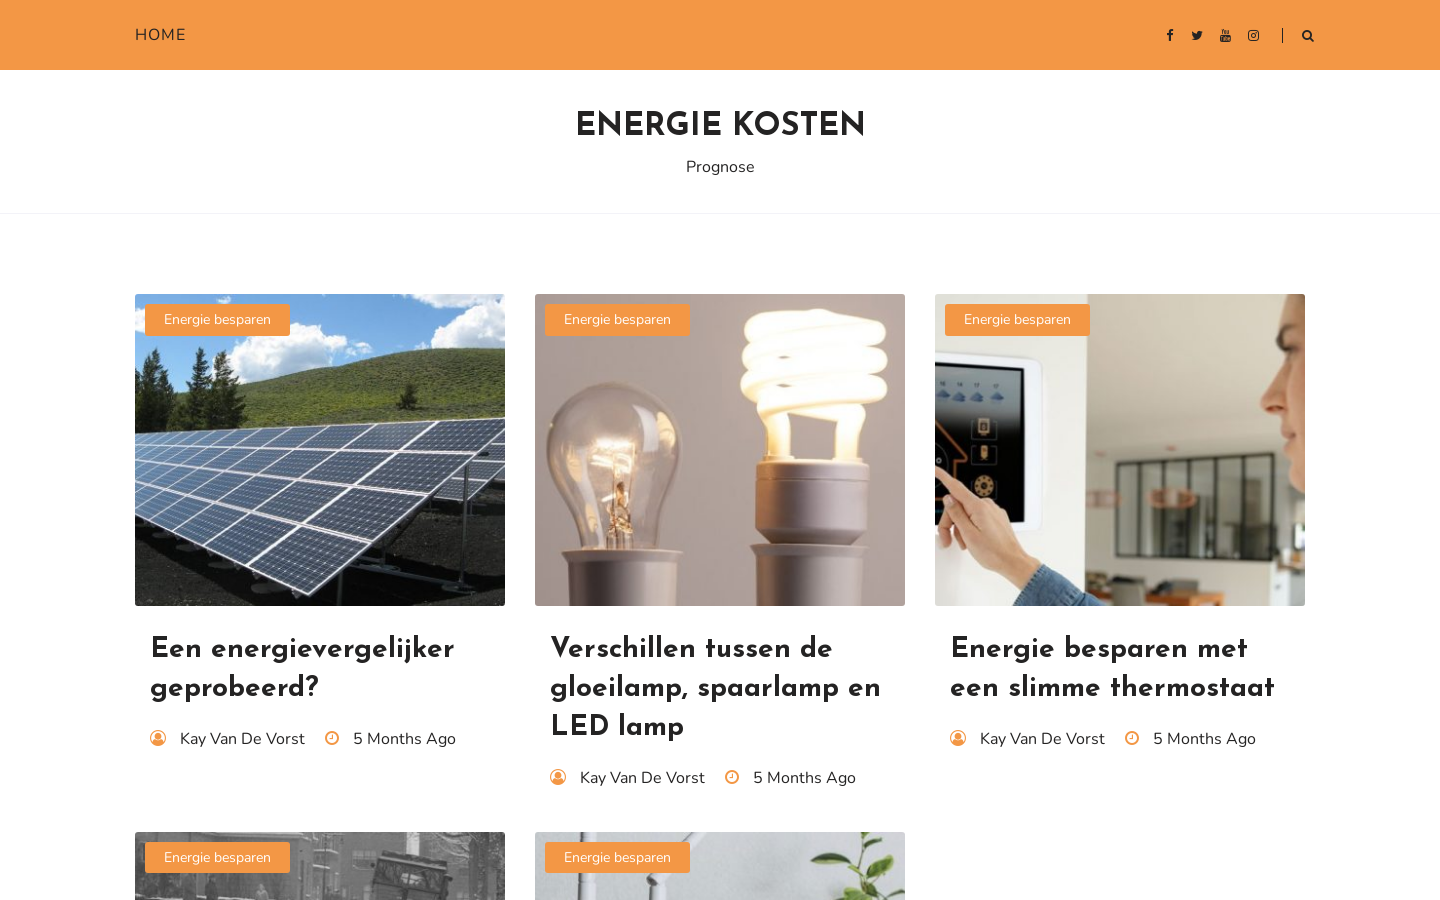 HOME
ENERGIE KOSTEN
Prognose
Energie besparen
Energie besparen
Energie besparen
Een energievergelijker
geprobeerd?
Kay Van De Vorst 5 Months Ago
Verschillen tussen de
gloeilamp, spaarlamp en
LED lamp
Kay Van De Vorst 5 Months Ago
Energie besparen met
een slimme thermostaat
Kay Van De Vorst 5 Months Ago
Energie besparen
Energie besparen